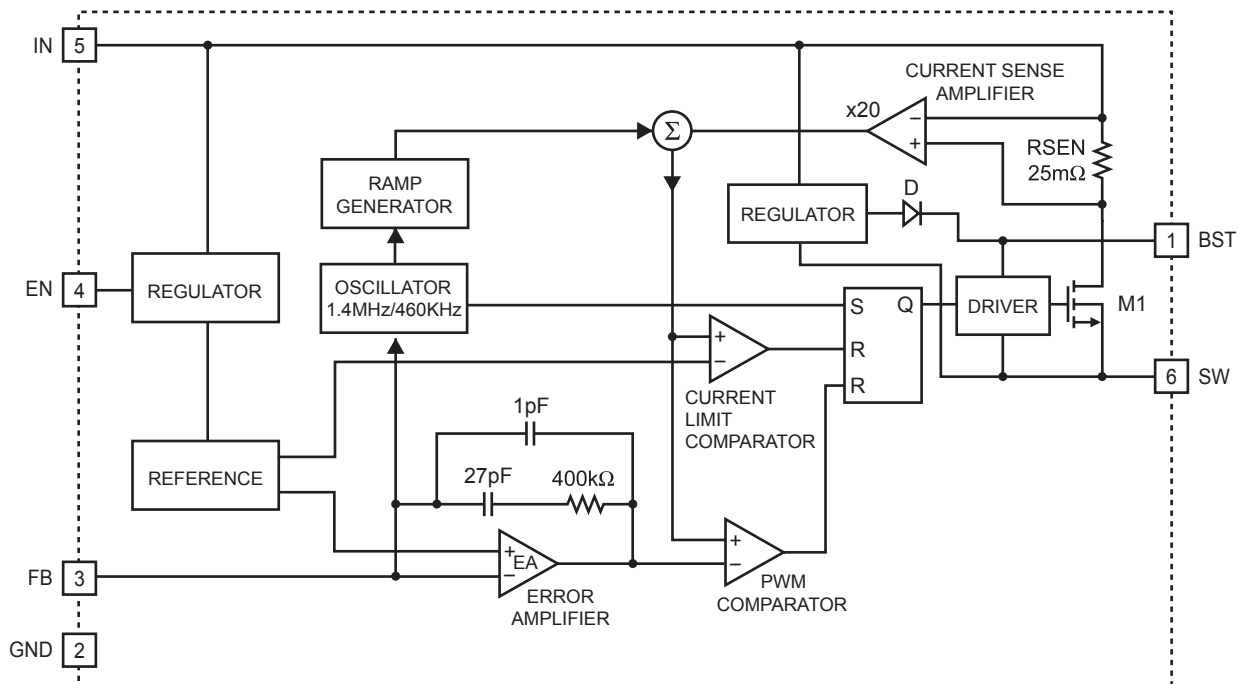 IN 5
CURRENT SENSE
AMPLIFIER
x20
−
+
Σ
RSEN
25mΩ
RAMP
GENERATOR
D
REGULATOR
1 BST
EN 4
REGULATOR
OSCILLATOR
1.4MHz/460KHz
S Q
DRIVER
M1
+
−
R
R
6 SW
CURRENT
LIMIT
COMPARATOR
1pF
REFERENCE
27pF 400kΩ
+
−
EA
+
−
FB 3
ERROR
AMPLIFIER
PWM
COMPARATOR
GND 2